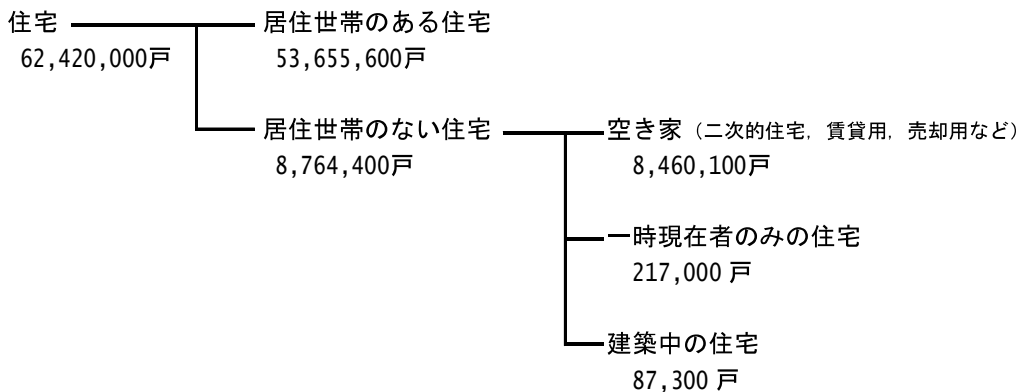 住宅 居住世帯のある住宅
62,420,000戸 53,655,600戸
居住世帯のない住宅 空き家（二次的住宅，賃貸用，売却用など）
8,764,400戸 8,460,100戸
一時現在者のみの住宅
217,000 戸
建築中の住宅
87,300 戸